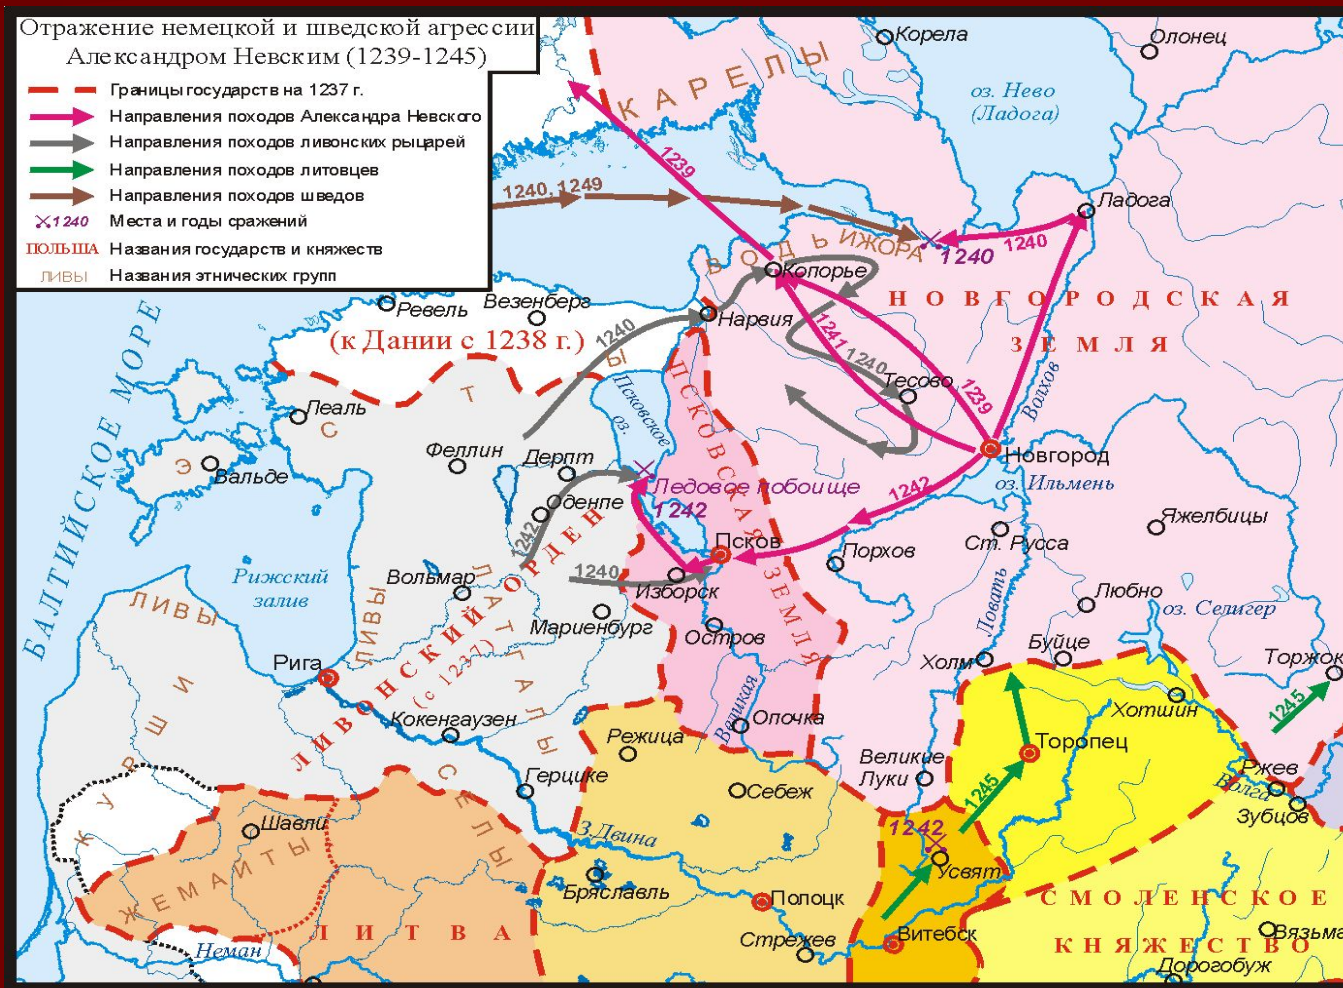 Отражение немецкой и шведской агрессии
Александром Невским (1239-1245)
Границы государств на 1237 г.
Направления походов Александра Невского
Направления походов ливонских рыцарей
Направления походов литовцев
Направления походов шведов
1240 Места и годы сражений
ПОЛЬША Названия государств и княжеств
ЛИВЫ Названия этнических групп
КАРЕЛЫ
Корела
Олонец
оз. Нево
(Ладога)
1239
1240, 1249
Ладога
1240
1240
ВОДЬ
ИЖОРА
Колорье
НОВГОРОДСКАЯ
ЗЕМЛЯ
БАЛТИЙСКОЕ МОРЕ
Ревель
Везенберг
Нарвия
(к Дании с 1238 г.)
1240
1241
1240
1239
Тесово
Волхов
ЭСТЫ
Псковское
оз.
ПСКОВСКАЯ ЗЕМЛЯ
Леаль
Вальде
Феллин
Дерпт
Оденпе
Новгород
оз. Ильмень
Ледовое побоище
1242
1242
1242
Яжелбицы
Ст. Русса
Псков
Порхов
1240
Изборск
Рижский
залив
ЛИВЫ
ЛИВЫ
Вольмар
Мариенбург
Остров
Ловать
Любно
оз. Селигер
ЛИВОНСКИЙ ОРДЕН
(с 1237)
ЛАТГАЛЫ
Рига
Холм
Буйце
Торжок
1245
Великая
Опочка
Хотшин
Кокенгаузен
Режица
Торопец
КУРШИ
Герцике
Себеж
Великие
Луки
1245
Ржев
Волга
Зубцов
СЕЛЫ
Шавли
ЖЕМАЙТЫ
З.Двина
1242
Усвят
Бряславль
Полоцк
СМОЛЕНСКОЕ
КНЯЖЕСТВО
ЛИТВА
Неман
Стрежев
Витебск
Вязьма
Дорогобуж